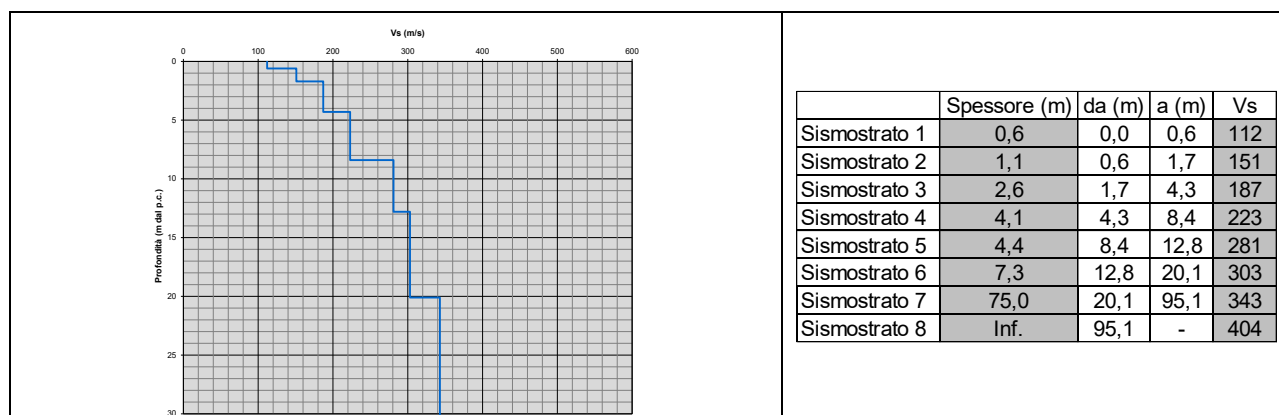 Vs (m/s)
0 100 200 300 400 500 600
0
5
10
15
20
25
30
Profondità (m dal p.c.)
Spessore (m) da (m) a (m) Vs
Sismostrato 1 0,6 0,0 0,6 112
Sismostrato 2 1,1 0,6 1,7 151
Sismostrato 3 2,6 1,7 4,3 187
Sismostrato 4 4,1 4,3 8,4 223
Sismostrato 5 4,4 8,4 12,8 281
Sismostrato 6 7,3 12,8 20,1 303
Sismostrato 7 75,0 20,1 95,1 343
Sismostrato 8 Inf. 95,1 - 404